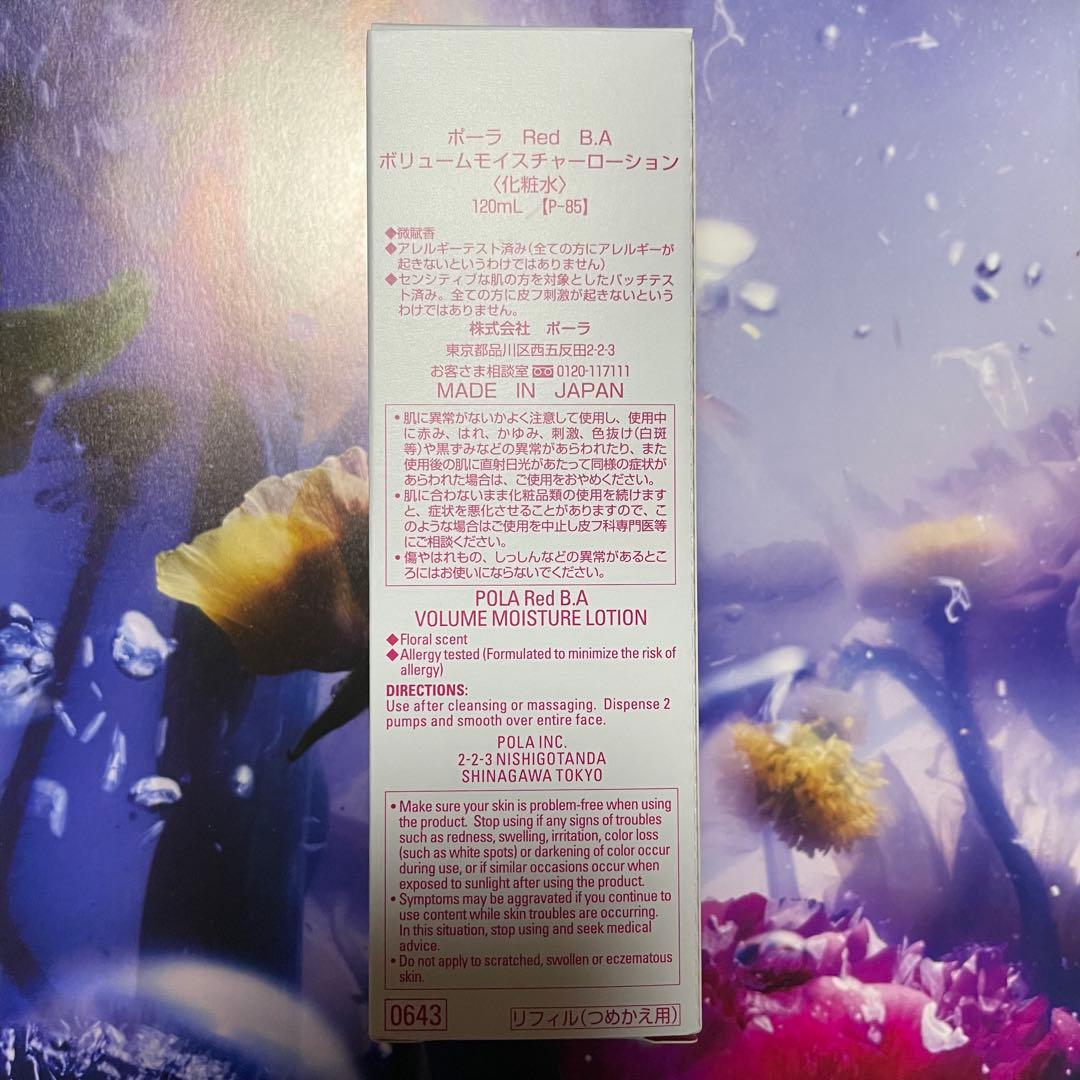 ポーラ Red B.A
ボリュームモイスチャーローション
〈化粧水〉
120mL 【P-85】
◆微賦香
◆アレルギーテスト済み(全ての方にアレルギーが
起きないというわけではありません)
◆センシティブな肌の方を対象としたパッチテス
ト済み。全ての方に皮フ刺激が起きないという
わけではありません。
株式会社 ポーラ
東京都品川区西五反田2-2-3
お客さま相談室 0120-117111
MADE IN JAPAN
•肌に異常がないかよく注意して使用し、使用中
に赤み、はれ、かゆみ、刺激、色抜け(白斑
等)や黒ずみなどの異常があらわれたり、また
使用後の肌に直射日光があたって同様の症状が
あらわれた場合は、ご使用をおやめください。
•肌に合わないまま化粧品類の使用を続けます
と、症状を悪化させることがありますので、こ
のような場合はご使用を中止し皮フ科専門医等
にご相談ください。
•傷やはれもの、しっしんなどの異常があるとこ
ろにはお使いにならないでください。
POLA Red B.A
VOLUME MOISTURE LOTION
◆Floral scent
◆Allergy tested (Formulated to minimize the risk of
allergy)
DIRECTIONS:
Use after cleansing or massaging. Dispense 2
pumps and smooth over entire face.
POLA INC.
2-2-3 NISHIGOTANDA
SHINAGAWA TOKYO
•Make sure your skin is problem-free when using
the product. Stop using if any signs of troubles
such as redness, swelling, irritation, color loss
(such as white spots) or darkening of color occur
during use, or if similar occasions occur when
exposed to sunlight after using the product.
•Symptoms may be aggravated if you continue to
use content while skin troubles are occurring.
In this situation, stop using and seek medical
advice.
•Do not apply to scratched, swollen or eczematous
skin.
0643
リフィル(つめかえ用)